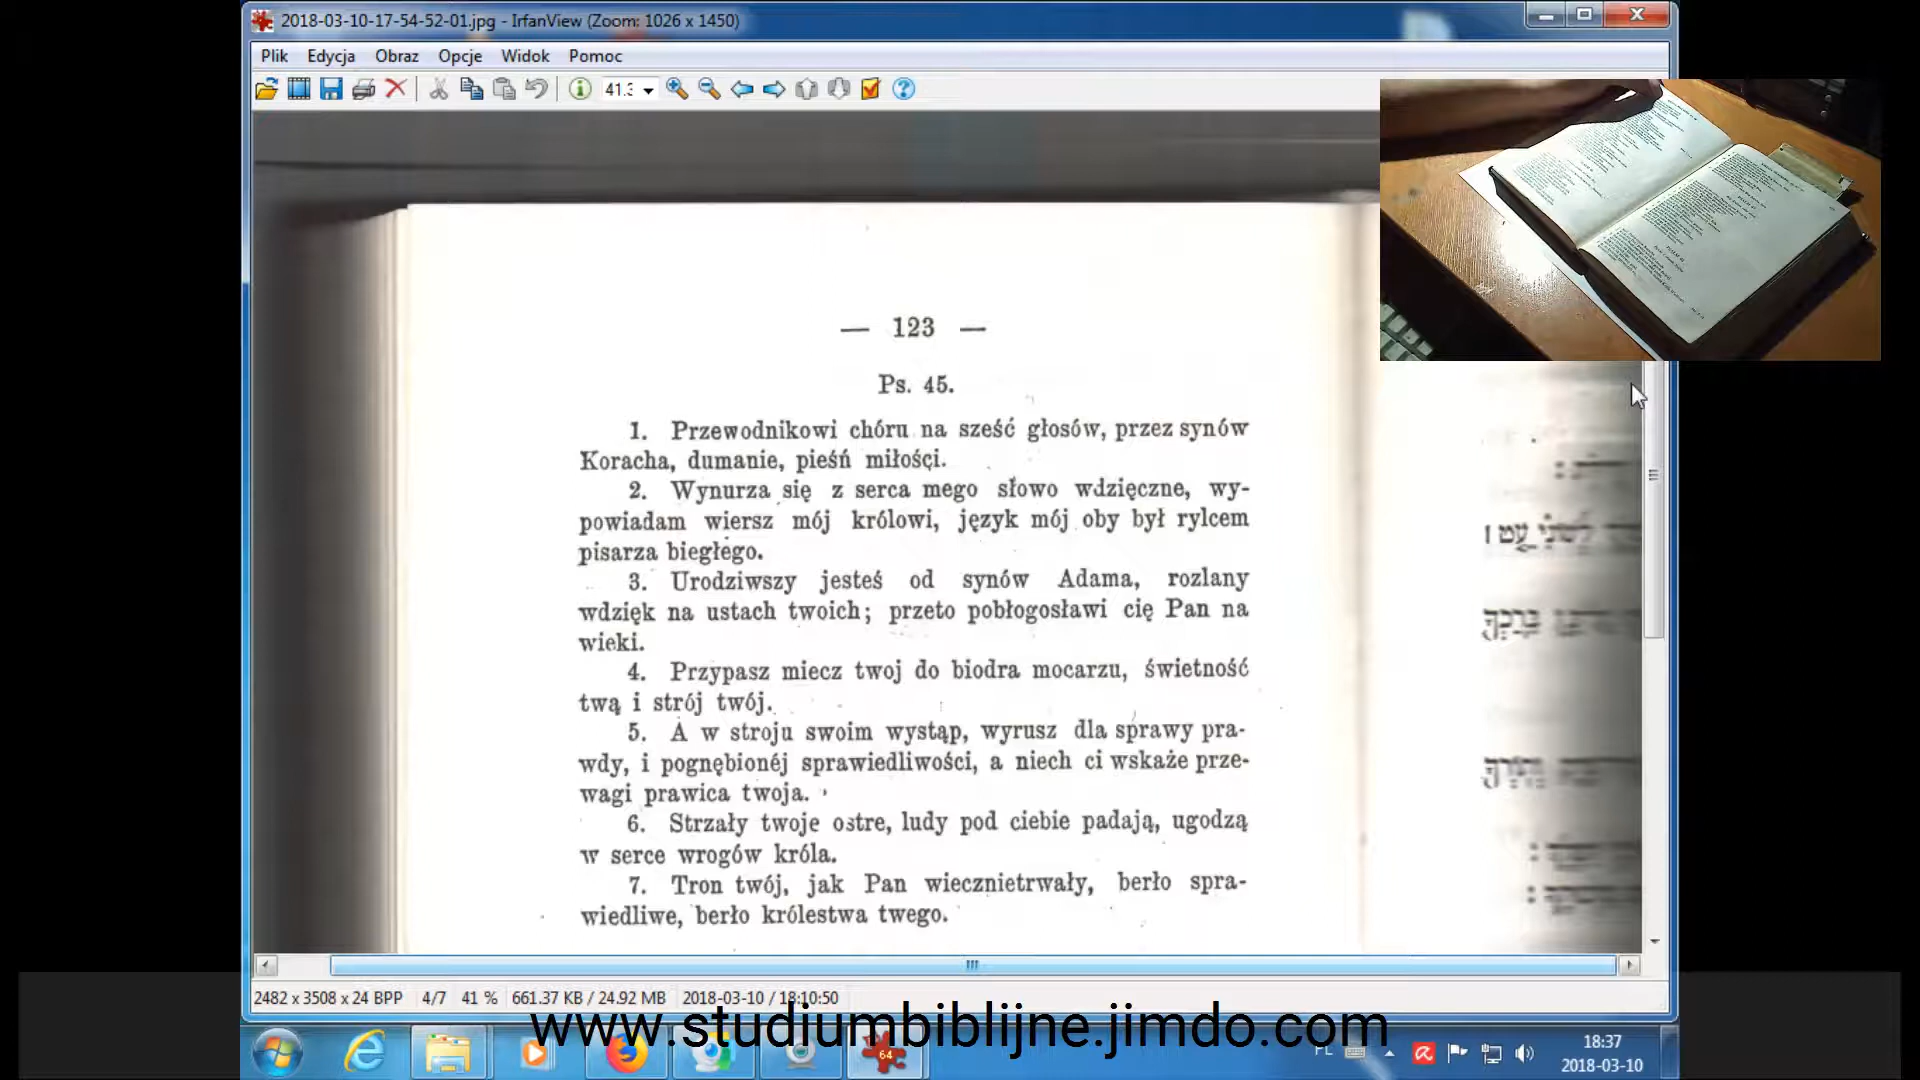 2018-03-10-17-54-52-01.jpg - IrfanView (Zoom: 1026 x 1450)
Plik Edycja Obraz Opcje Widok Pomoc
41.3
— 123 —
Ps. 45.
1. Przewodnikowi chóru na sześć głosów, przez synów
Koracha, dumanie, pieśń miłości.
2. Wynurza się z serca mego słowo wdzięczne, wy-
powiadam wiersz mój królowi, język mój oby był rylcem
pisarza biegłego.
3. Urodziwszy jesteś od synów Adama, rozlany
wdzięk na ustach twoich; przeto pobłogosławi cię Pan na
wieki.
4. Przypasz miecz twoj do biodra mocarzu, świetność
twą i strój twój.
5. A w stroju swoim wystąp, wyrusz dla sprawy pra-
wdy, i pognębionéj sprawiedliwości, a niech ci wskaże prze-
wagi prawica twoja.
6. Strzały twoje ostre, ludy pod ciebie padają, ugodzą
w serce wrogów króla.
7. Tron twój, jak Pan wiecznietrwały, berło spra-
wiedliwe, berło królestwa twego.
2482 x 3508 x 24 BPP 4/7 41 % 661.37 KB / 24.92 MB 2018-03-10 / 18:10:50
www.studiumbiblijne.jimdo.com
64
PL
18:37
2018-03-10